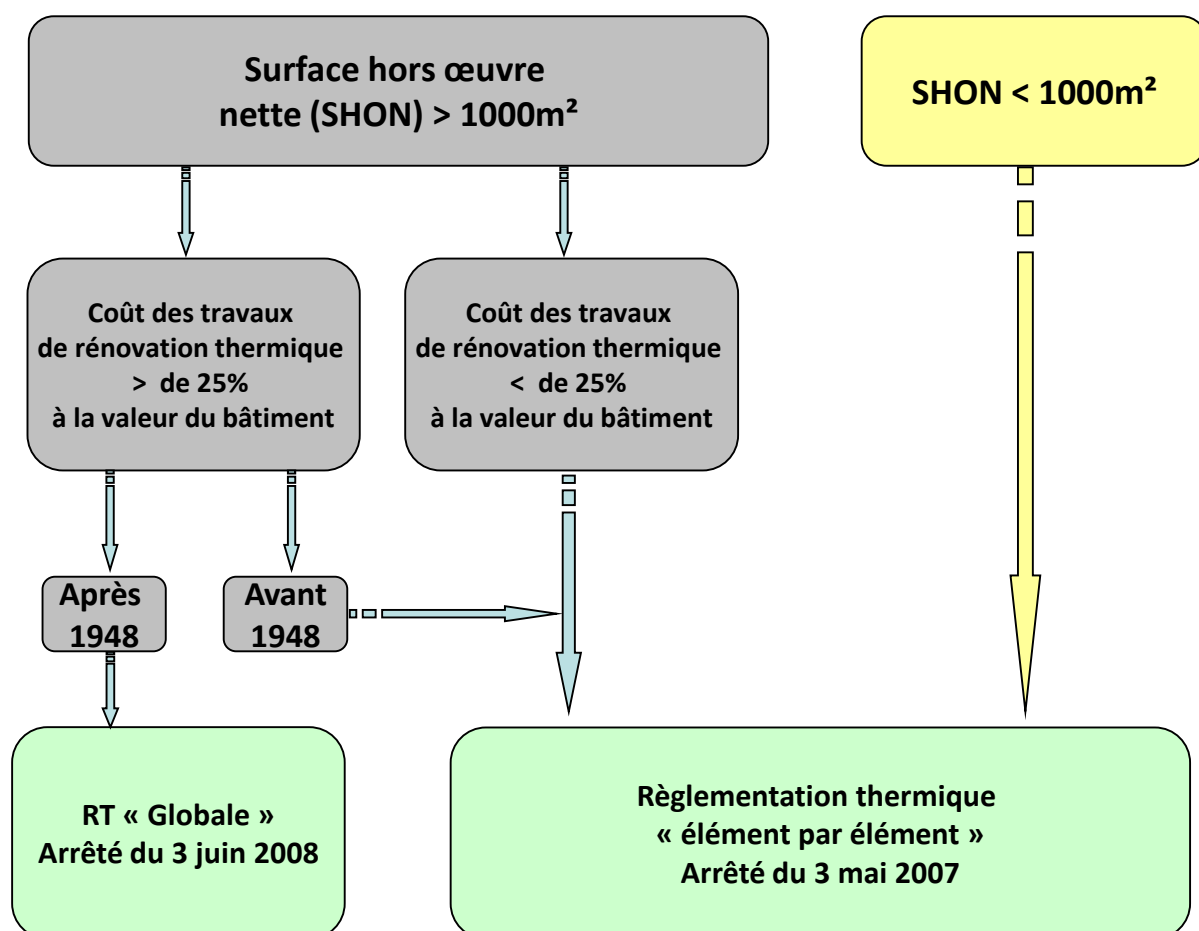 Surface hors œuvre
nette (SHON) > 1000m²
SHON < 1000m²
Coût des travaux
de rénovation thermique
> de 25%
à la valeur du bâtiment
Coût des travaux
de rénovation thermique
< de 25%
à la valeur du bâtiment
Après
1948
Avant
1948
RT « Globale »
Arrêté du 3 juin 2008
Règlementation thermique
« élément par élément »
Arrêté du 3 mai 2007